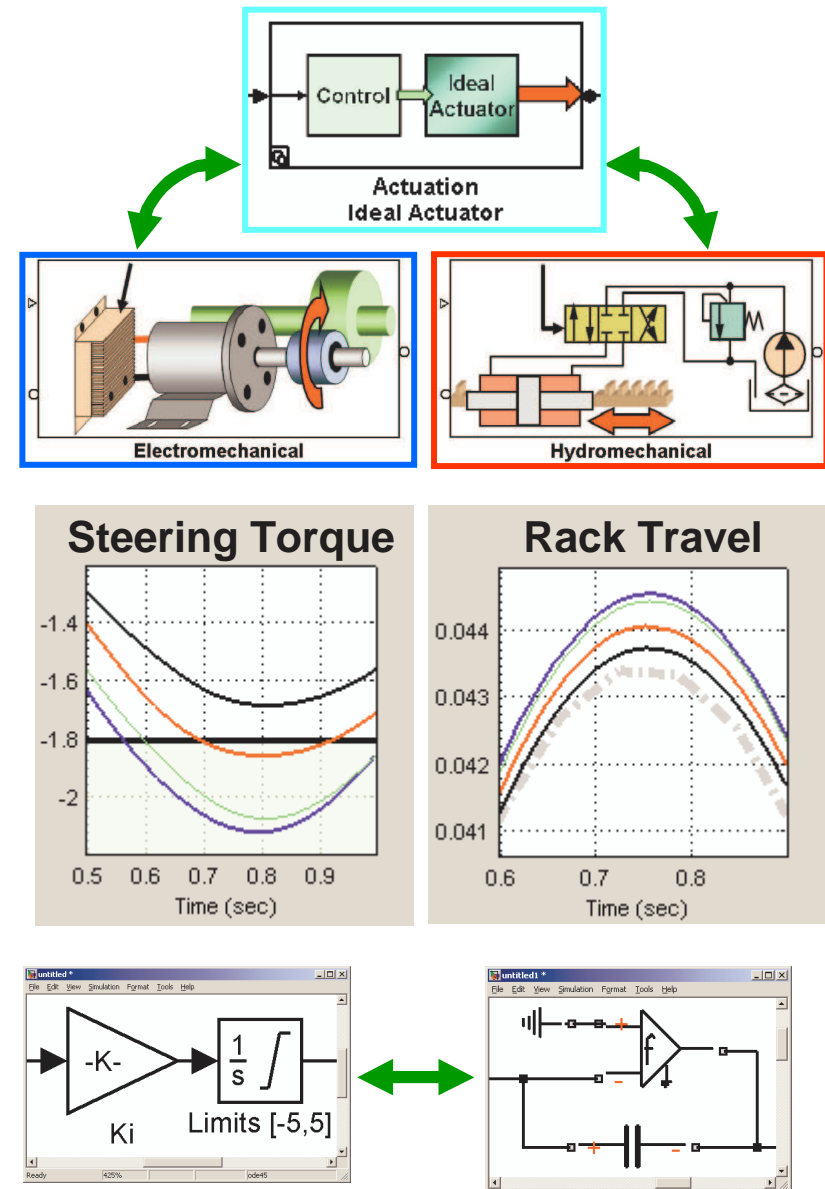 Control
Ideal
Actuator
Actuation
Ideal Actuator
Electromechanical
Hydromechanical
Steering Torque
-1.4
-1.6
-1.8
-2
0.5 0.6 0.7 0.8 0.9
Time (sec)
Rack Travel
0.044
0.043
0.042
0.041
0.6 0.7 0.8
Time (sec)
untitled *
File Edit View Simulation Format Tools Help
-K-
Ki
1
s
Limits [-5,5]
Ready 425% ode45
untitled1 *
File Edit View Simulation Format Tools Help
+
f
-
+ -